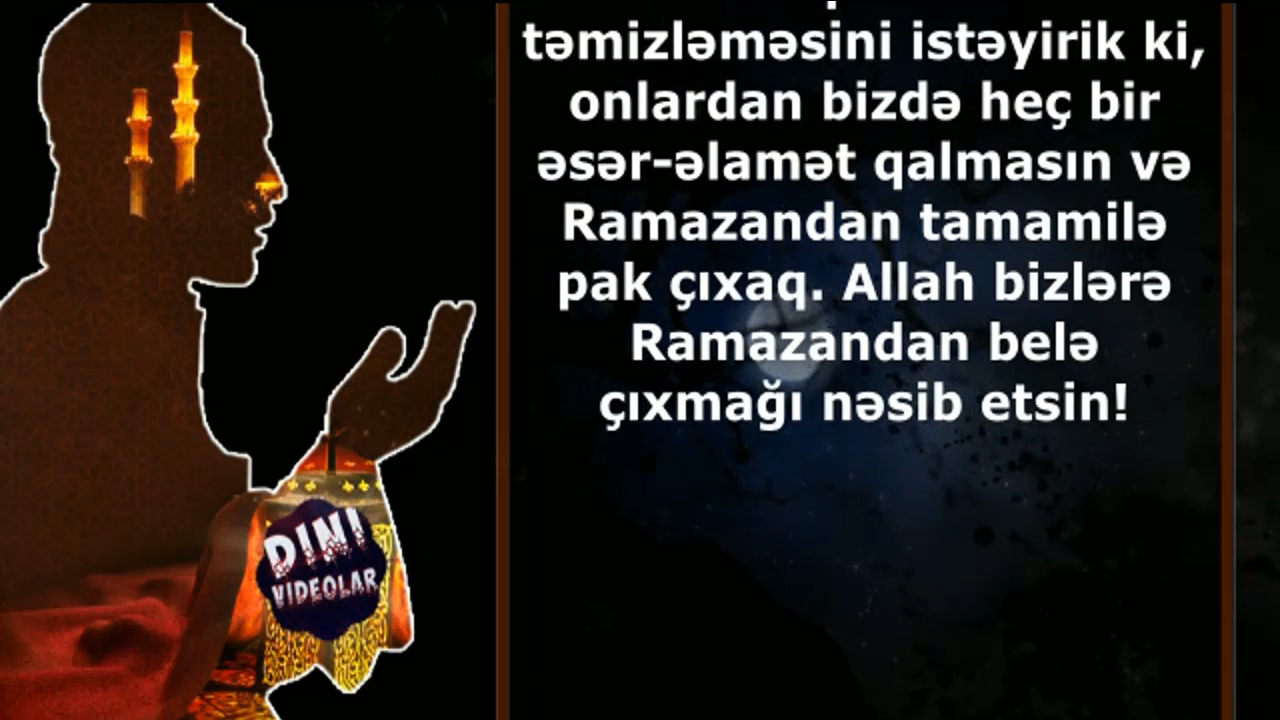 təmizləməsini istəyirik ki,
onlardan bizdə heç bir
əsər-əlamət qalmasın və
Ramazandan tamamilə
pak çıxaq. Allah bizlərə
Ramazandan belə
çıxmağı nəsib etsin!
DINI
VIDEOLAR